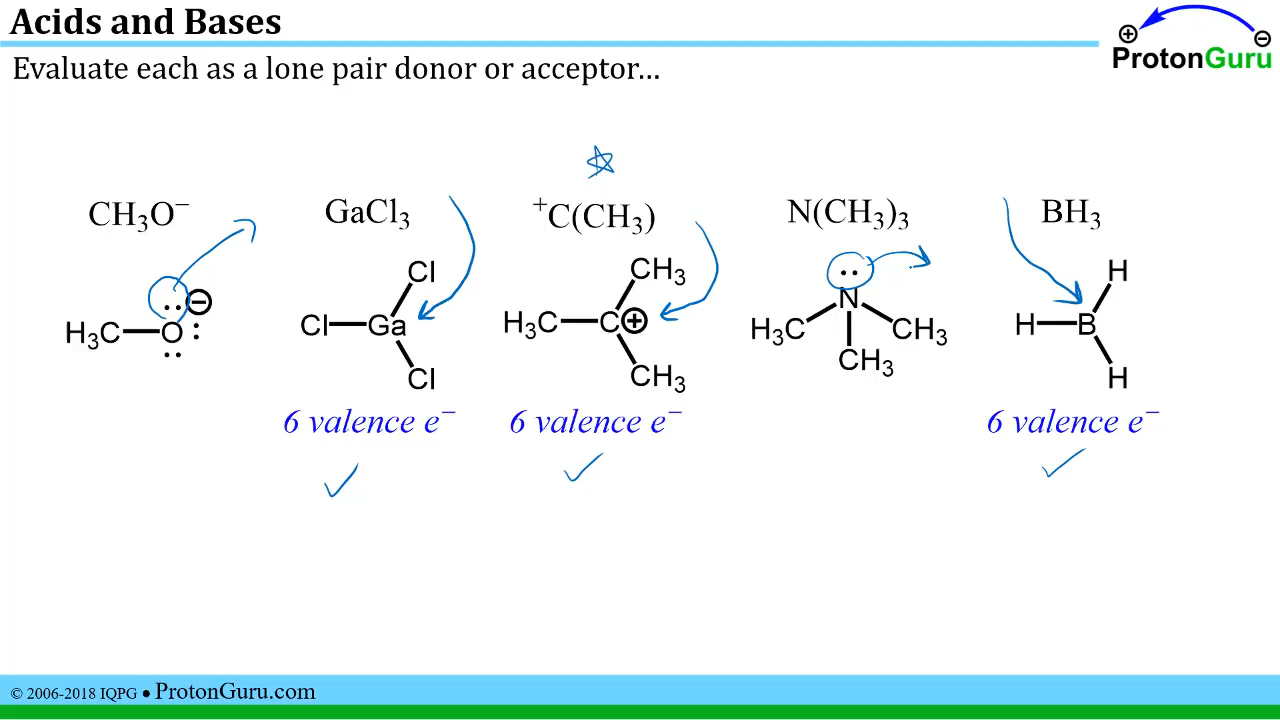 Acids and Bases
ProtonGuru
Evaluate each as a lone pair donor or acceptor...
CH₃O⁻ GaCl₃ ⁺C(CH₃) N(CH₃)₃ BH₃
H₃C O ⊖
Cl Ga Cl Cl
H₃C C ⊕ CH₃ CH₃
N H₃C CH₃ CH₃
H B H H
6 valence e⁻ 6 valence e⁻ 6 valence e⁻
© 2006-2018 IQPG ● ProtonGuru.com